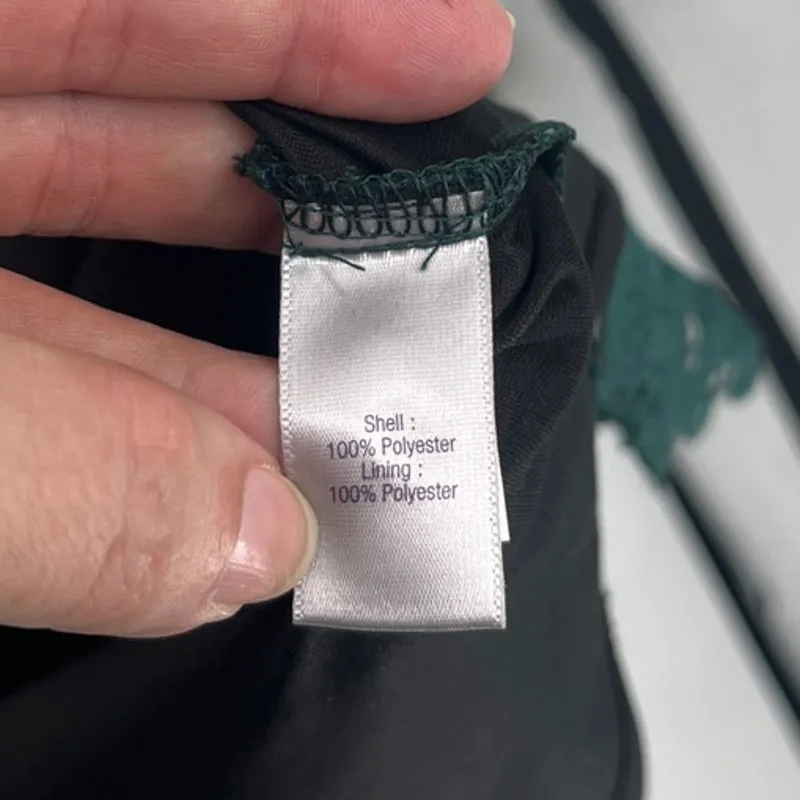 Shell :
100% Polyester
Lining :
100% Polyester